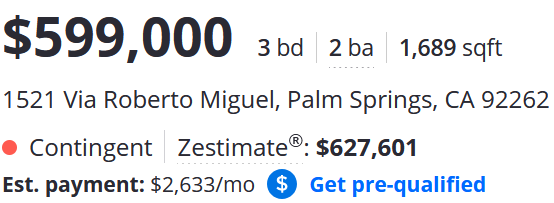 $599,000 3 bd 2 ba 1,689 sqft
1521 Via Roberto Miguel, Palm Springs, CA 92262
Contingent Zestimate®: $627,601
Est. payment: $2,633/mo $ Get pre-qualified